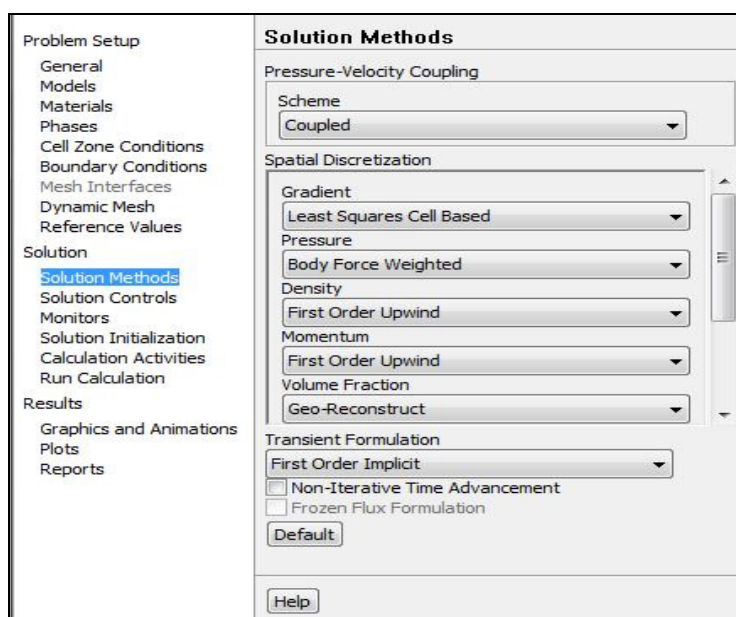 Problem Setup
General
Models
Materials
Phases
Cell Zone Conditions
Boundary Conditions
Mesh Interfaces
Dynamic Mesh
Reference Values
Solution
Solution Methods
Solution Controls
Monitors
Solution Initialization
Calculation Activities
Run Calculation
Results
Graphics and Animations
Plots
Reports
Solution Methods
Pressure-Velocity Coupling
Scheme
Coupled
Spatial Discretization
Gradient
Least Squares Cell Based
Pressure
Body Force Weighted
Density
First Order Upwind
Momentum
First Order Upwind
Volume Fraction
Geo-Reconstruct
Transient Formulation
First Order Implicit
Non-Iterative Time Advancement
Frozen Flux Formulation
Default
Help